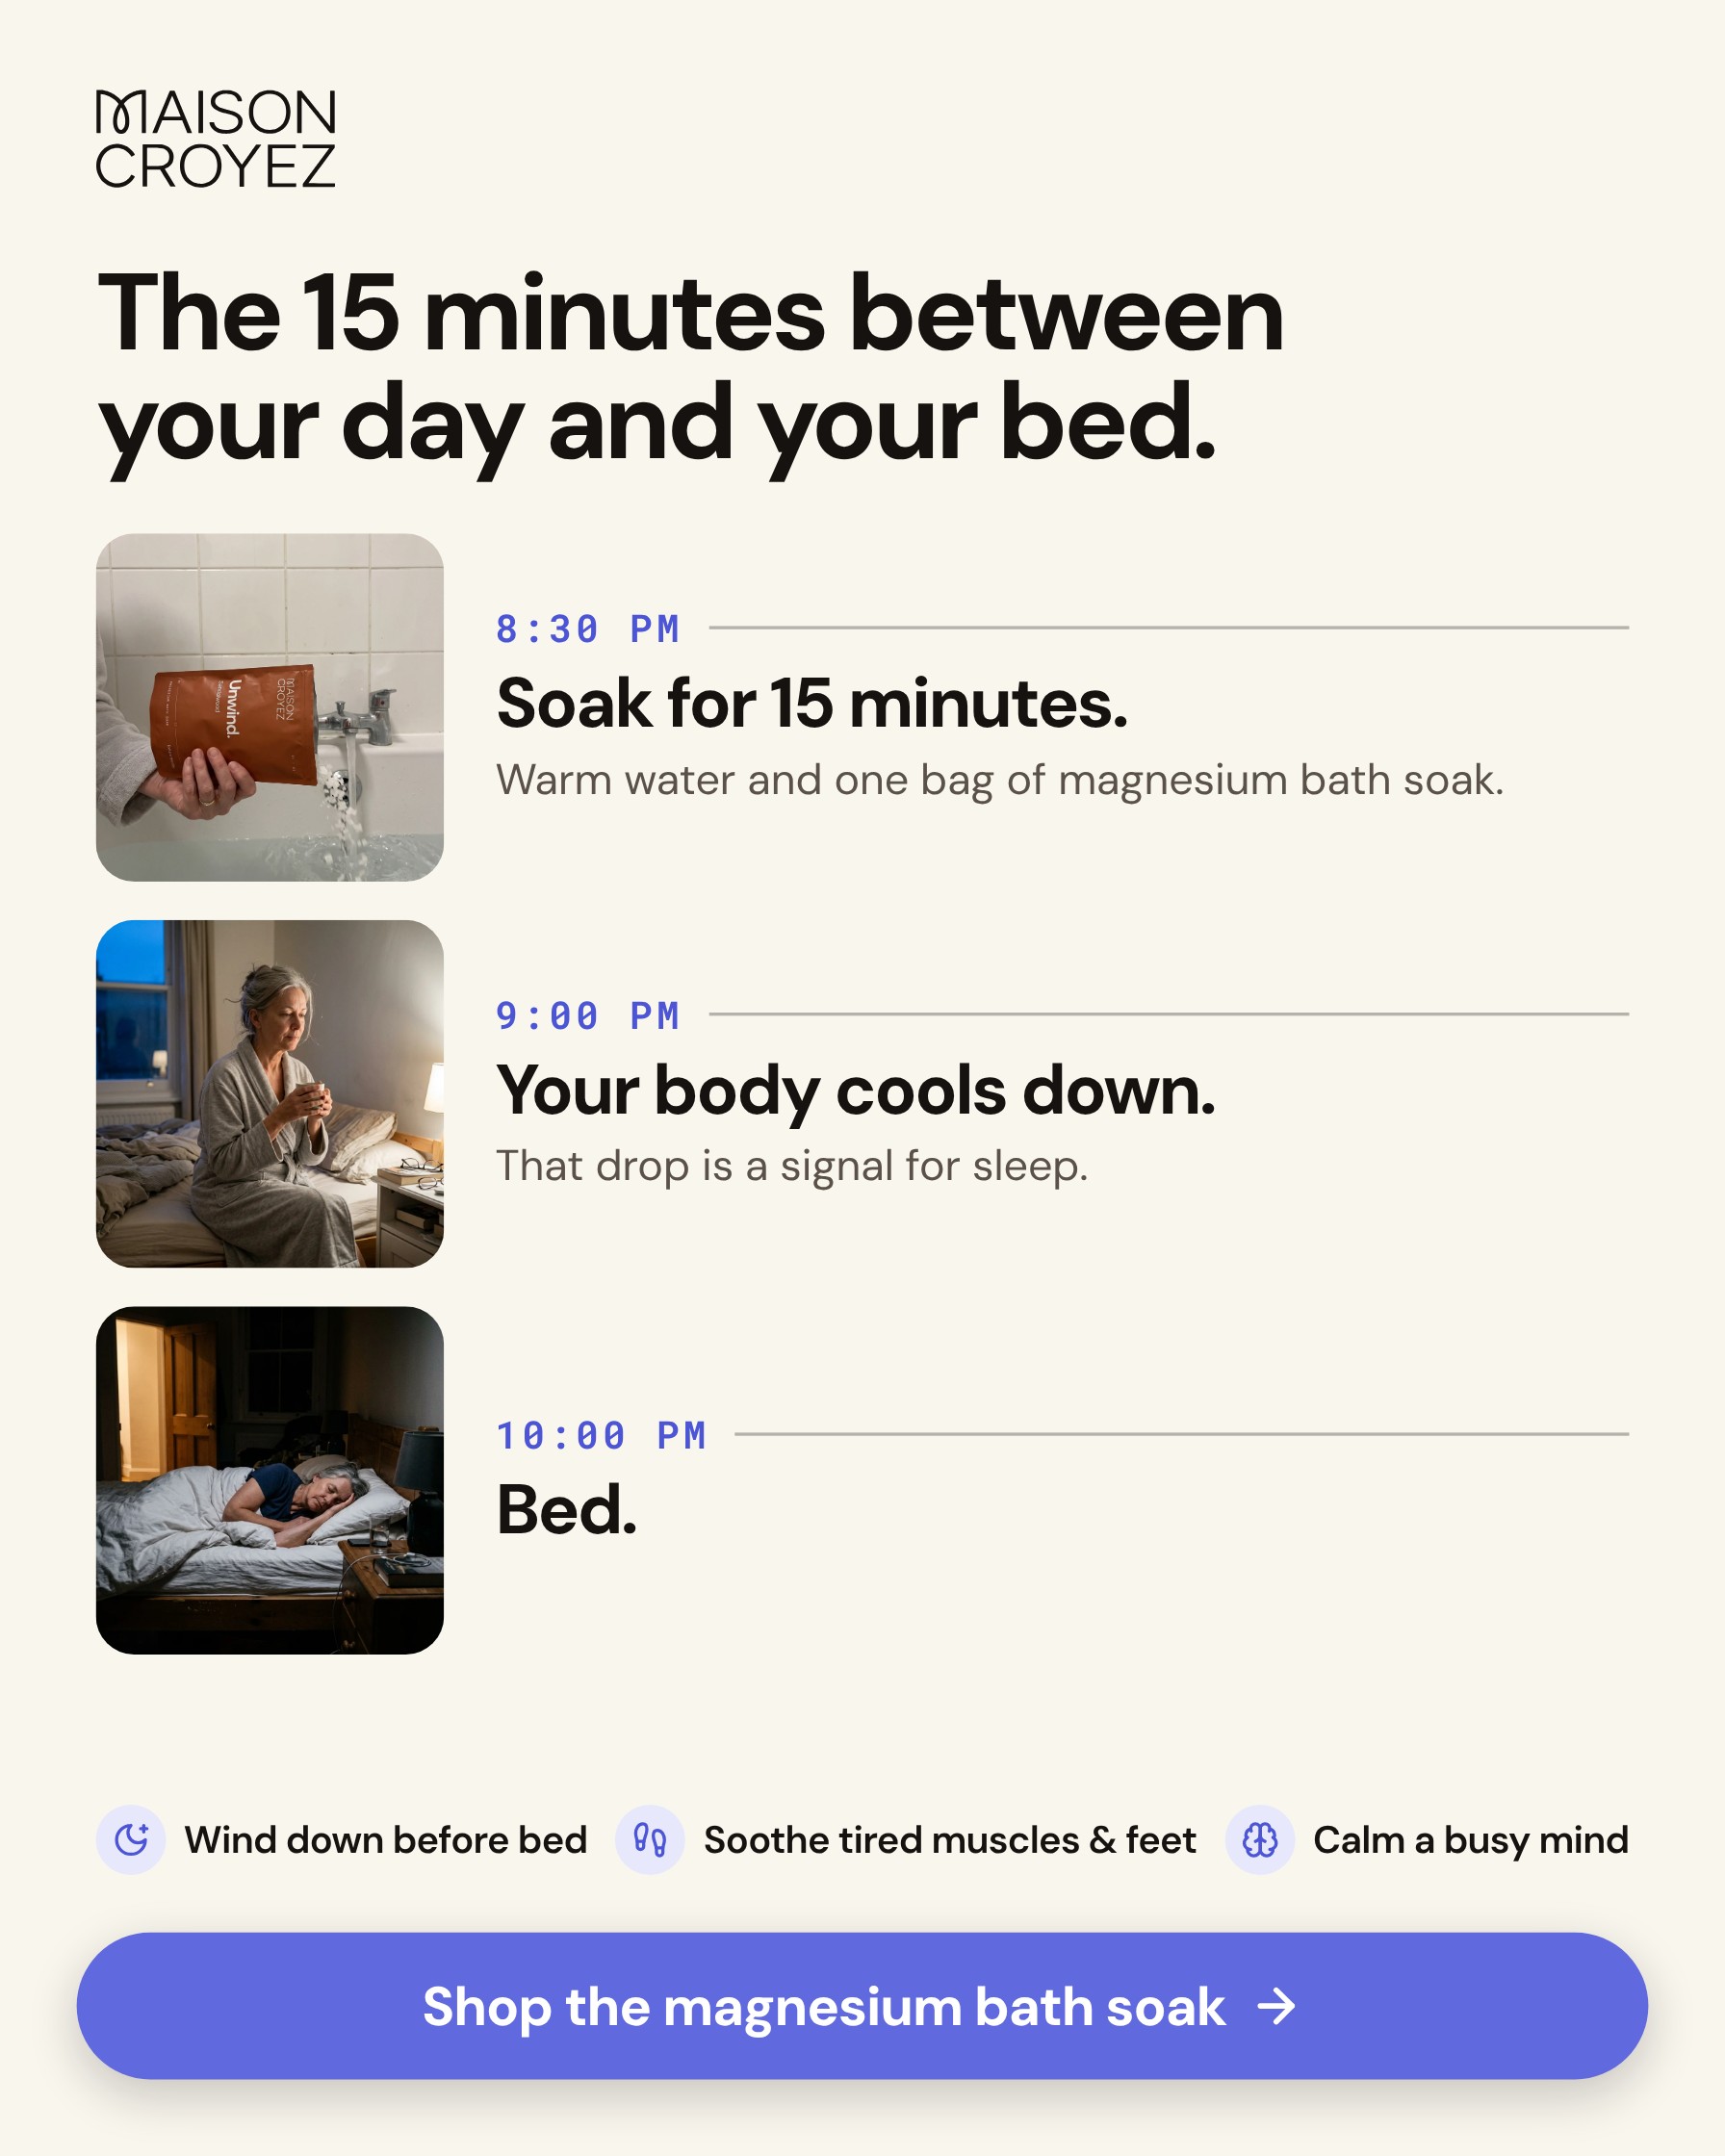 MAISON
CROYEZ
The 15 minutes between
your day and your bed.
MAISON
CROYEZ
Unwind.
8:30 PM
Soak for 15 minutes.
Warm water and one bag of magnesium bath soak.
9:00 PM
Your body cools down.
That drop is a signal for sleep.
10:00 PM
Bed.
Wind down before bed
Soothe tired muscles & feet
Calm a busy mind
Shop the magnesium bath soak